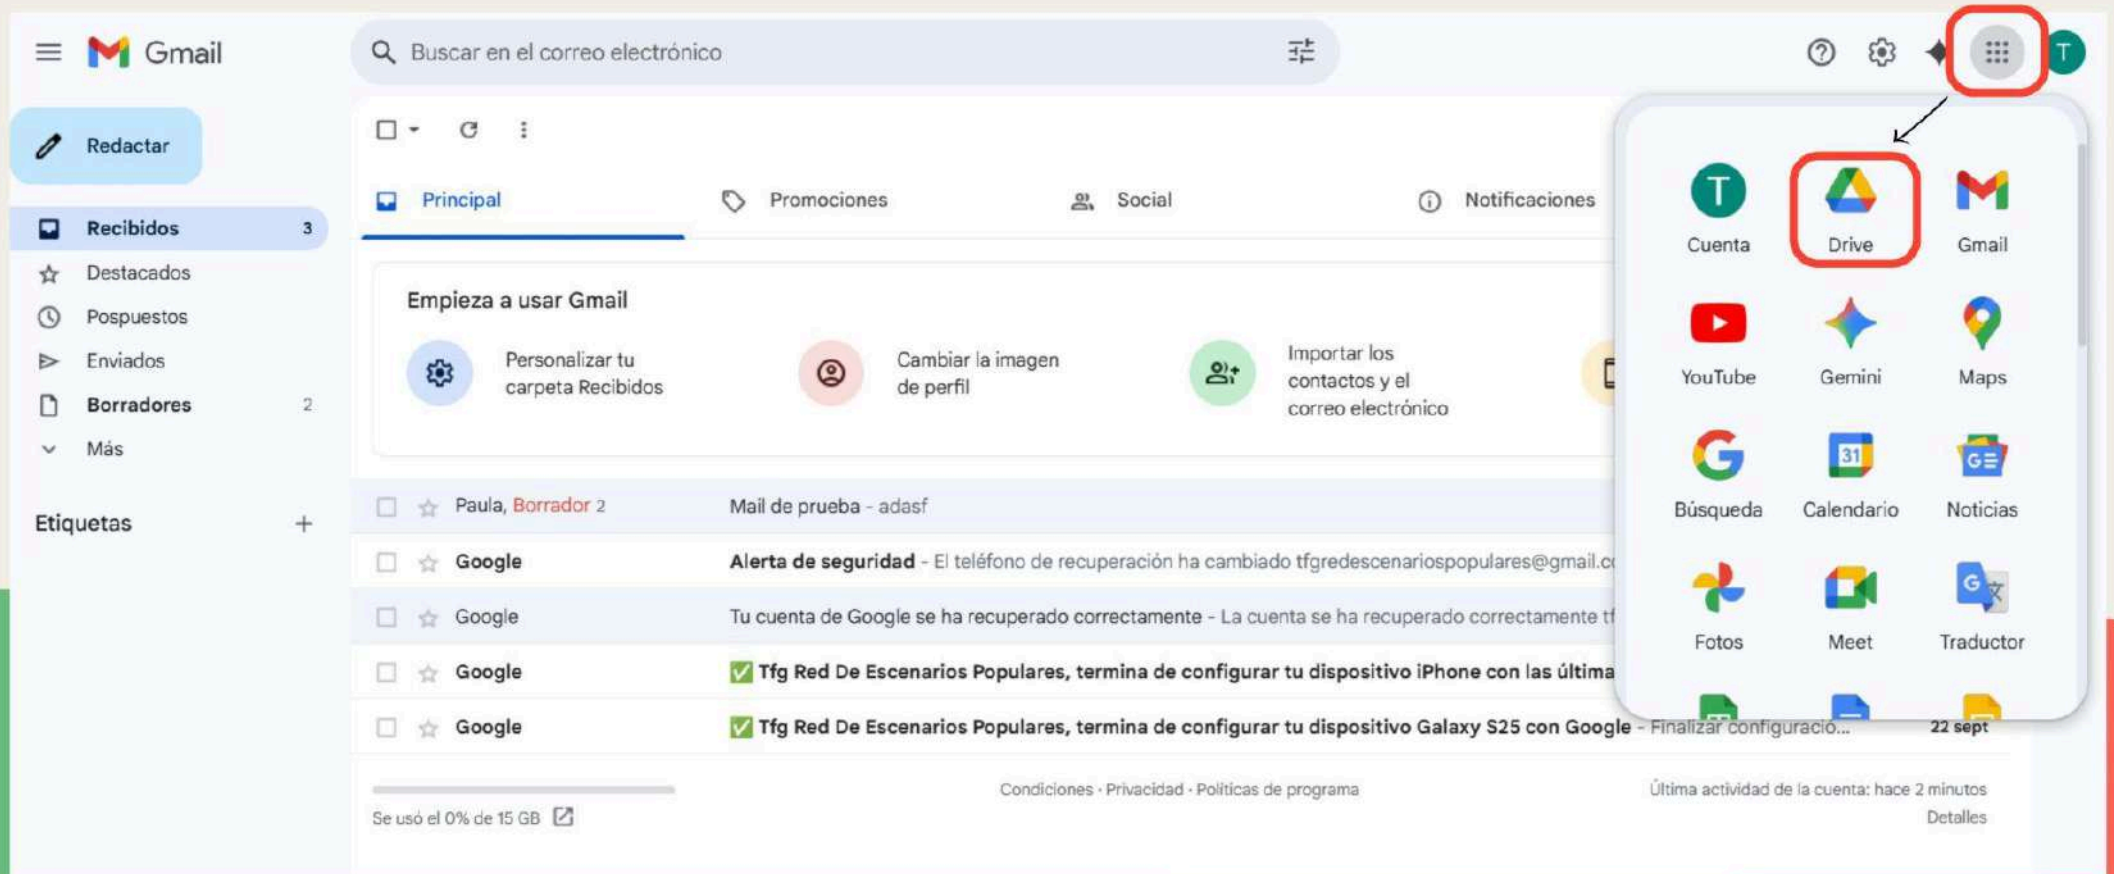 Gmail
Buscar en el correo electrónico
T
Redactar
Recibidos 3
Destacados
Pospuestos
Enviados
Borradores 2
Más
Etiquetas
Principal
Promociones
Social
Notificaciones
Empieza a usar Gmail
Personalizar tu
carpeta Recibidos
Cambiar la imagen
de perfil
Importar los
contactos y el
correo electrónico
Paula, Borrador 2 Mail de prueba - adasf
Google Alerta de seguridad - El teléfono de recuperación ha cambiado tfgredescenariospopulares@gmail.co
Google Tu cuenta de Google se ha recuperado correctamente - La cuenta se ha recuperado correctamente tf
Google ✅ Tfg Red De Escenarios Populares, termina de configurar tu dispositivo iPhone con las última
Google ✅ Tfg Red De Escenarios Populares, termina de configurar tu dispositivo Galaxy S25 con Google - Finalizar configuració... 22 sept
T
Cuenta Drive Gmail
YouTube Gemini Maps
31
Búsqueda Calendario Noticias
Fotos Meet Traductor
Se usó el 0% de 15 GB
Condiciones · Privacidad · Políticas de programa
Última actividad de la cuenta: hace 2 minutos
Detalles